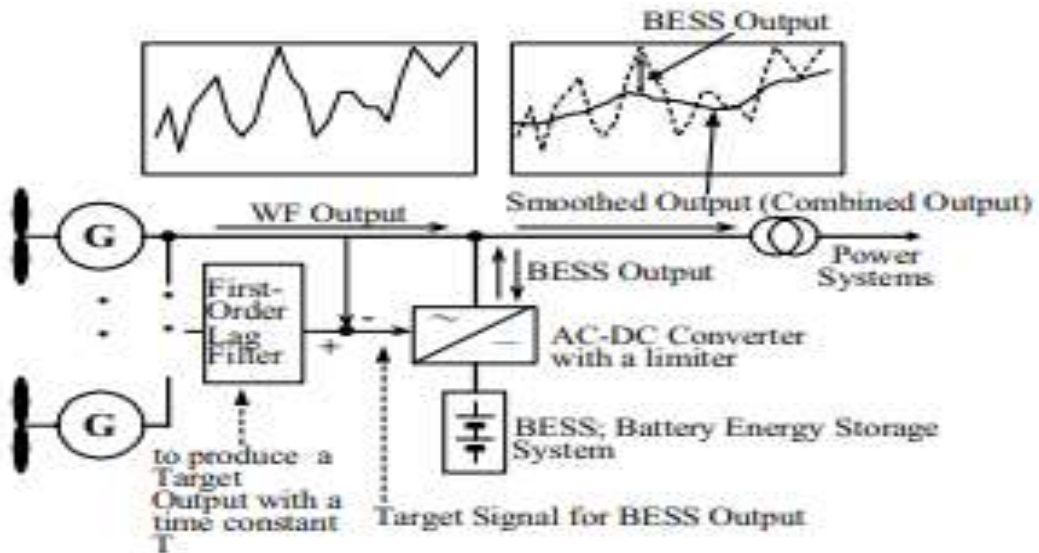 BESS Output
WF Output
Smoothed Output (Combined Output)
G
Power
Systems
BESS Output
First-
Order
Lag
Filter
-
+
~
AC-DC Converter
with a limiter
G
BESS; Battery Energy Storage
System
to produce a
Target
Output with a
time constant
T
Target Signal for BESS Output